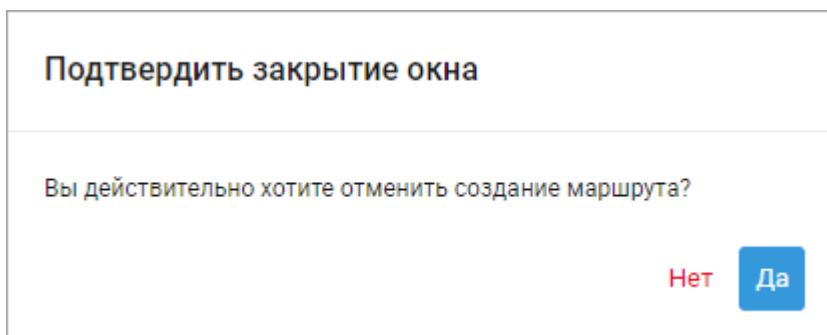 Подтвердить закрытие окна
Вы действительно хотите отменить создание маршрута?
Нет Да